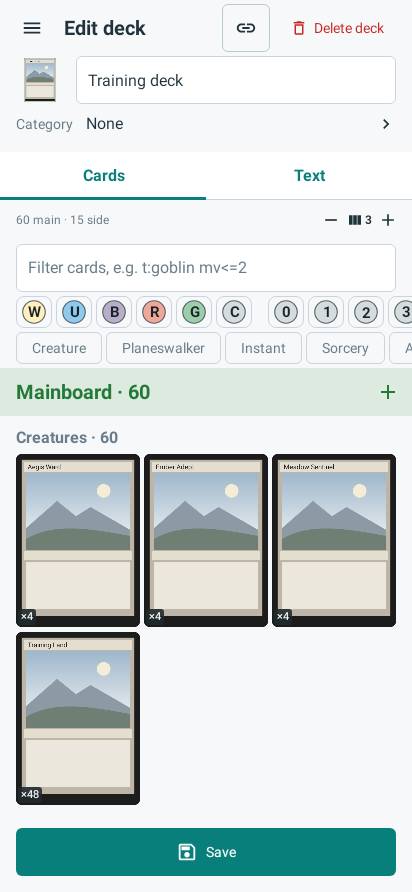 Edit deck
Delete deck
Training deck
Category None
Cards Text
60 main · 15 side
3
Filter cards, e.g. t:goblin mv<=2
W U B R G C 0 1 2 3
Creature Planeswalker Instant Sorcery A
Mainboard · 60
Creatures · 60
Aegis Ward Ember Adept Meadow Sentinel
×4 ×4 ×4
Training Land
×48
Save